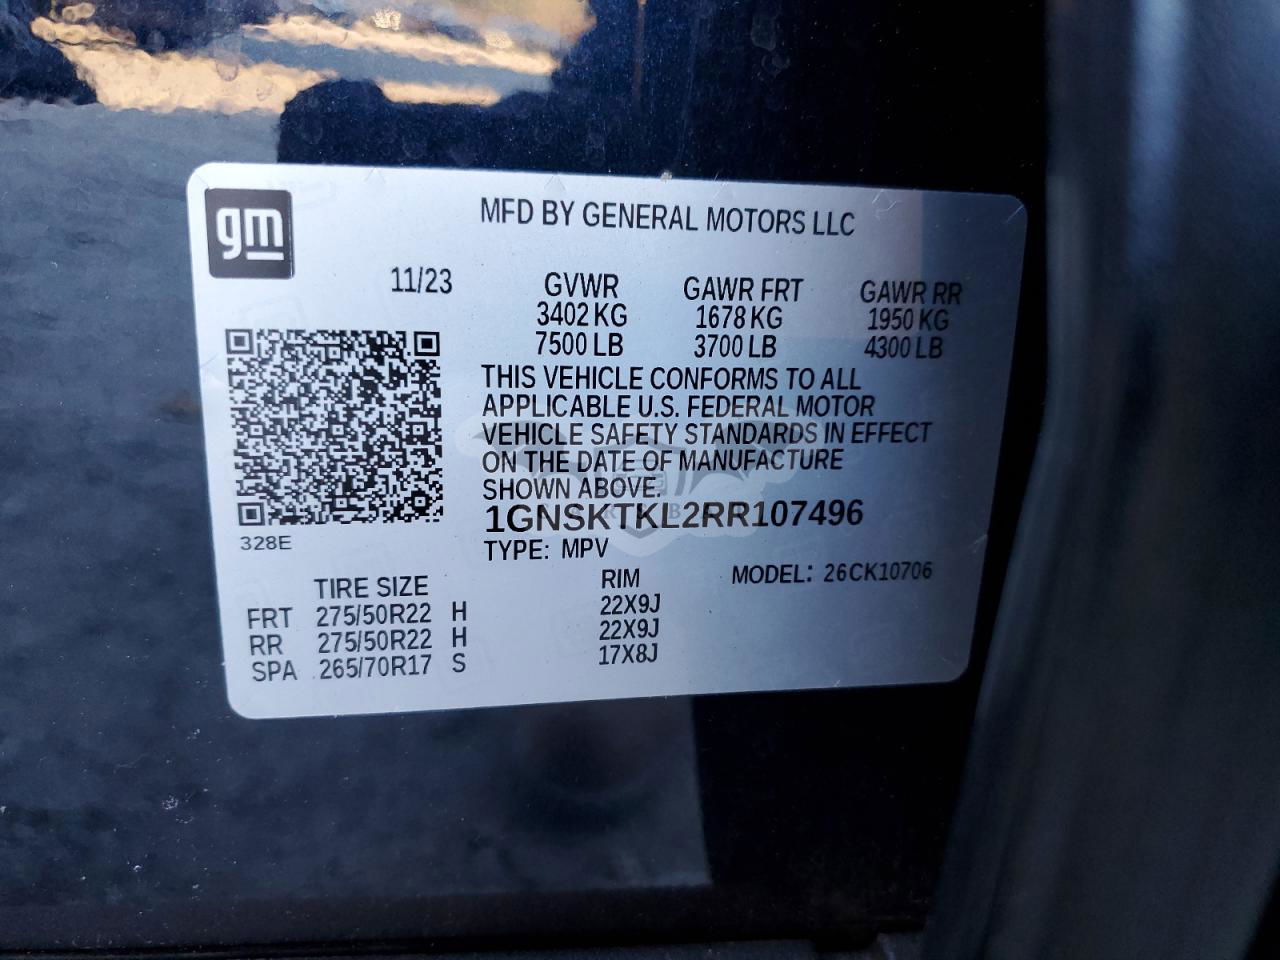 gm
MFD BY GENERAL MOTORS LLC
11/23 GVWR GAWR FRT GAWR RR
3402 KG 1678 KG 1950 KG
7500 LB 3700 LB 4300 LB
THIS VEHICLE CONFORMS TO ALL
APPLICABLE U.S. FEDERAL MOTOR
VEHICLE SAFETY STANDARDS IN EFFECT
ON THE DATE OF MANUFACTURE
SHOWN ABOVE.
1GNSKTKL2RR107496
328E
TYPE: MPV
TIRE SIZE RIM MODEL: 26CK10706
FRT 275/50R22 H 22X9J
RR 275/50R22 H 22X9J
SPA 265/70R17 S 17X8J